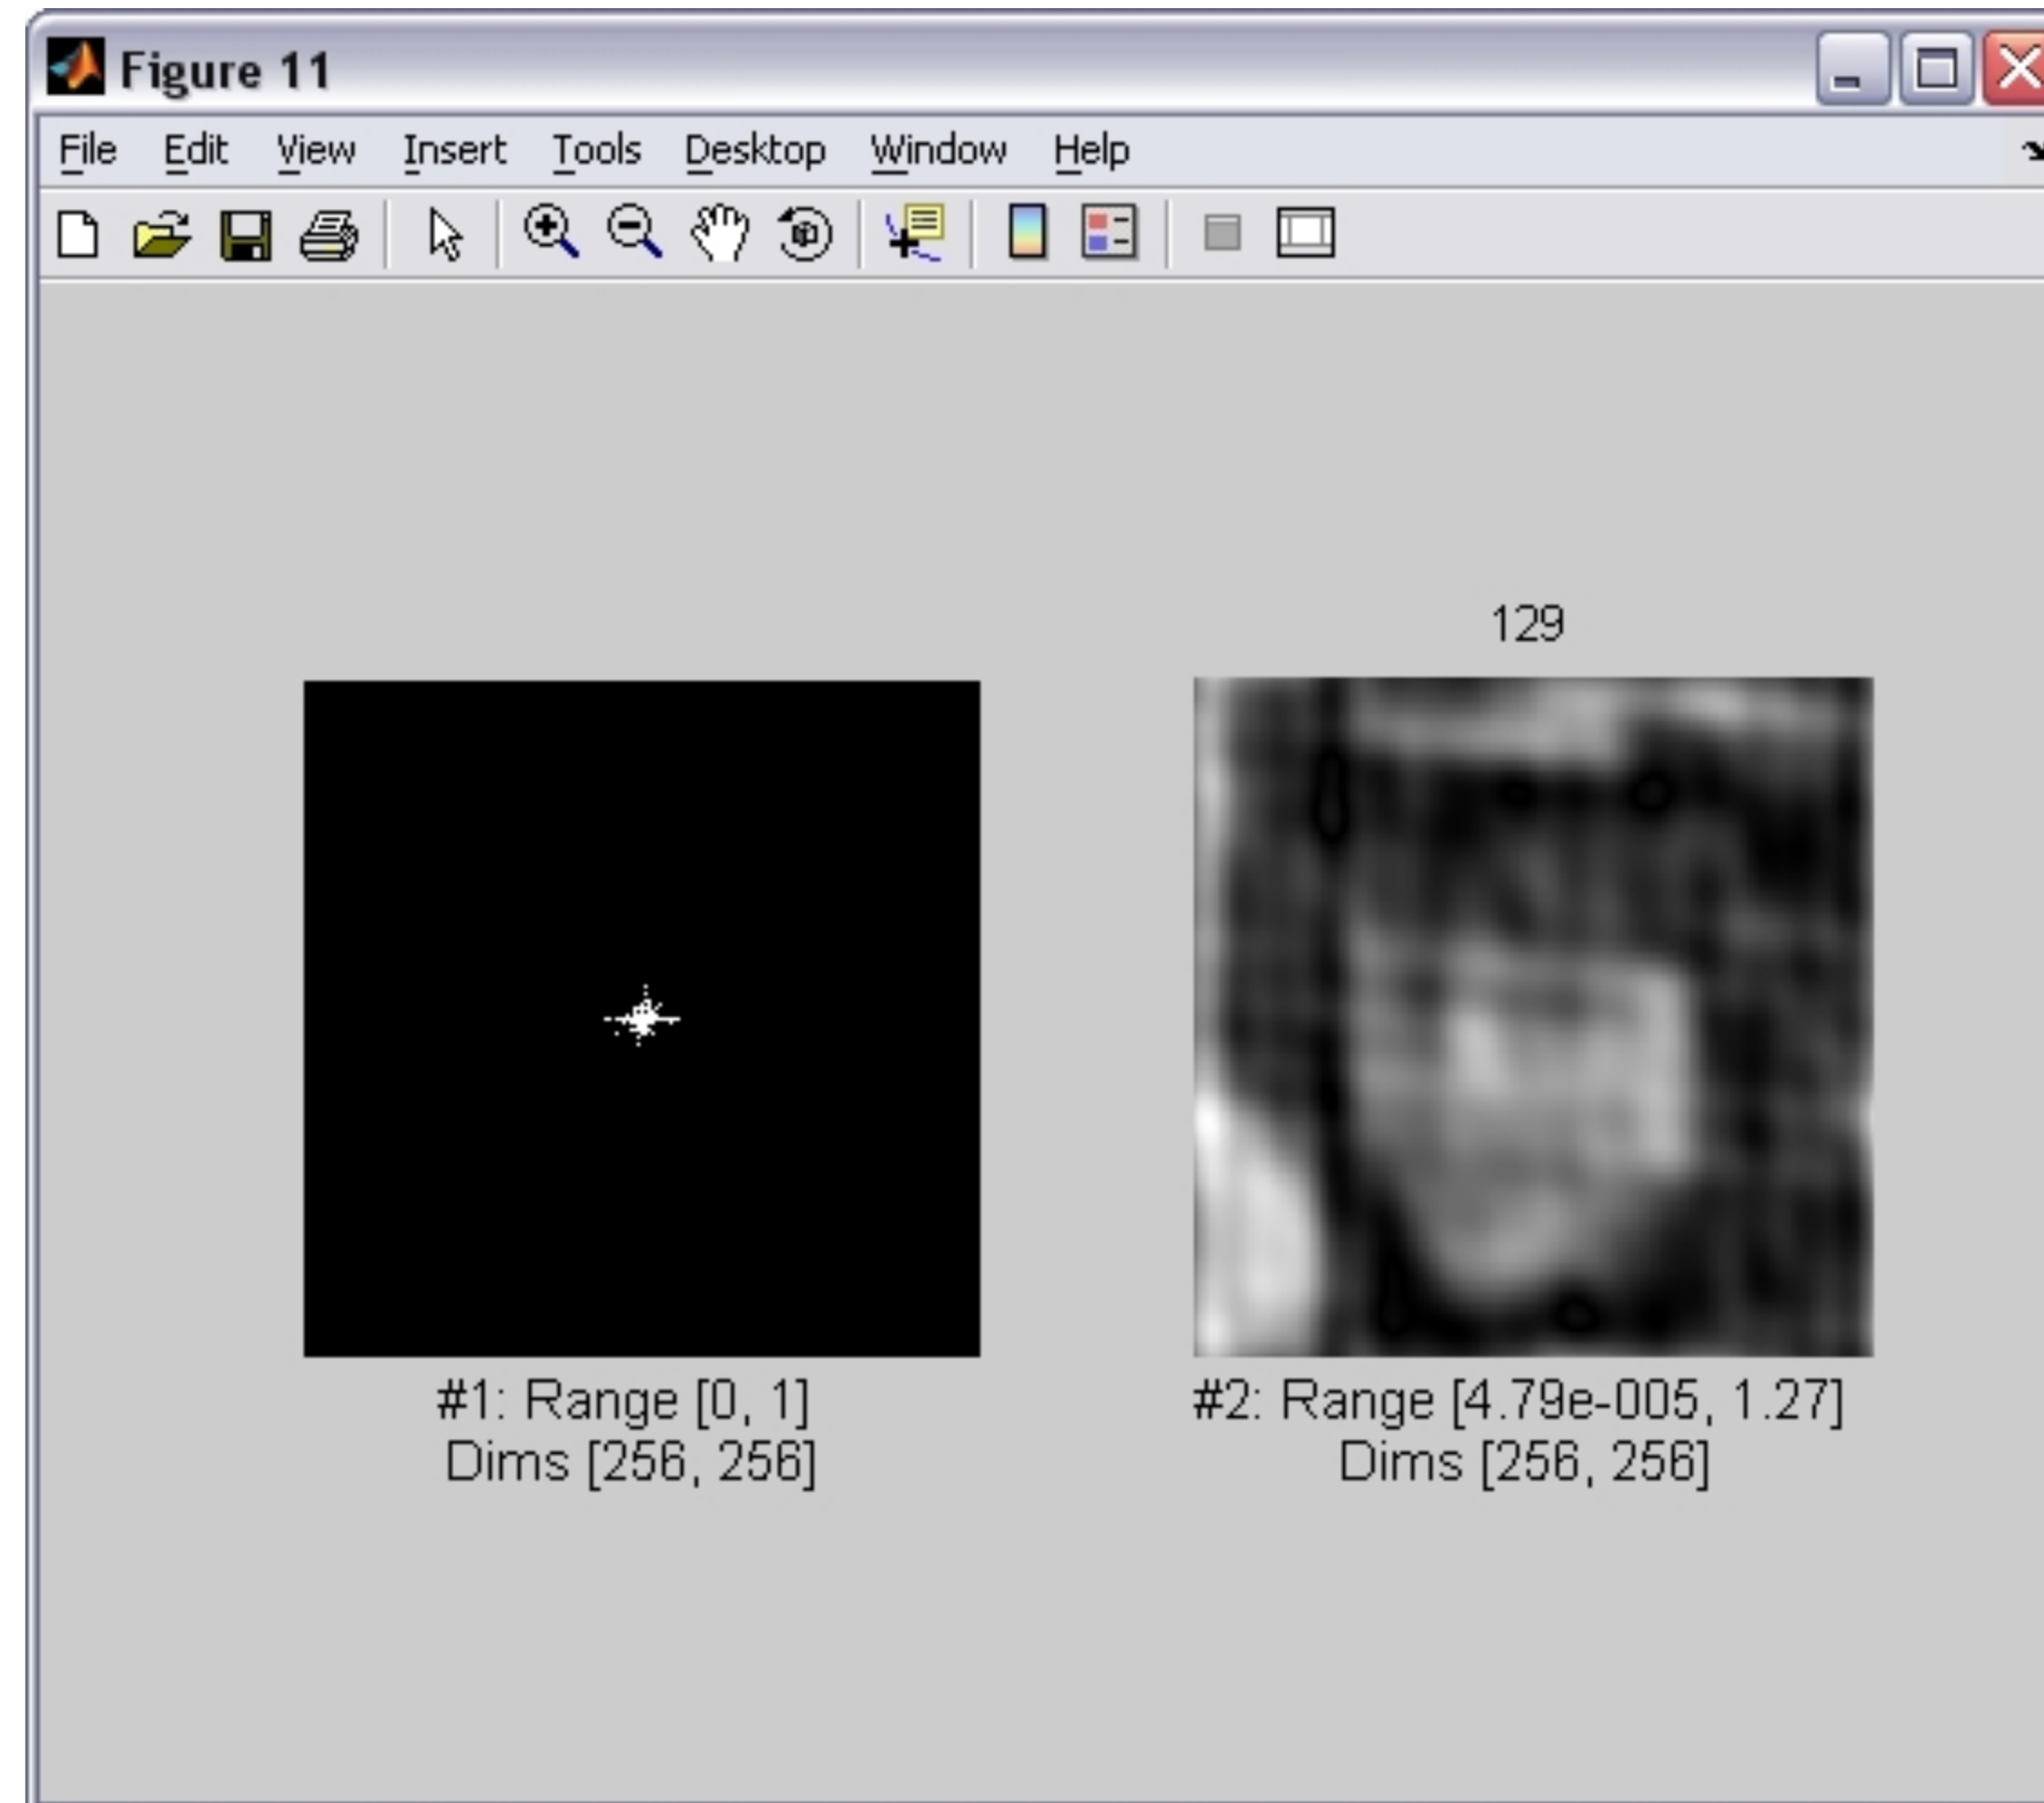 Figure 11
File Edit View Insert Tools Desktop Window Help
129
#1: Range [0, 1]
Dims [256, 256]
#2: Range [4.79e-005, 1.27]
Dims [256, 256]